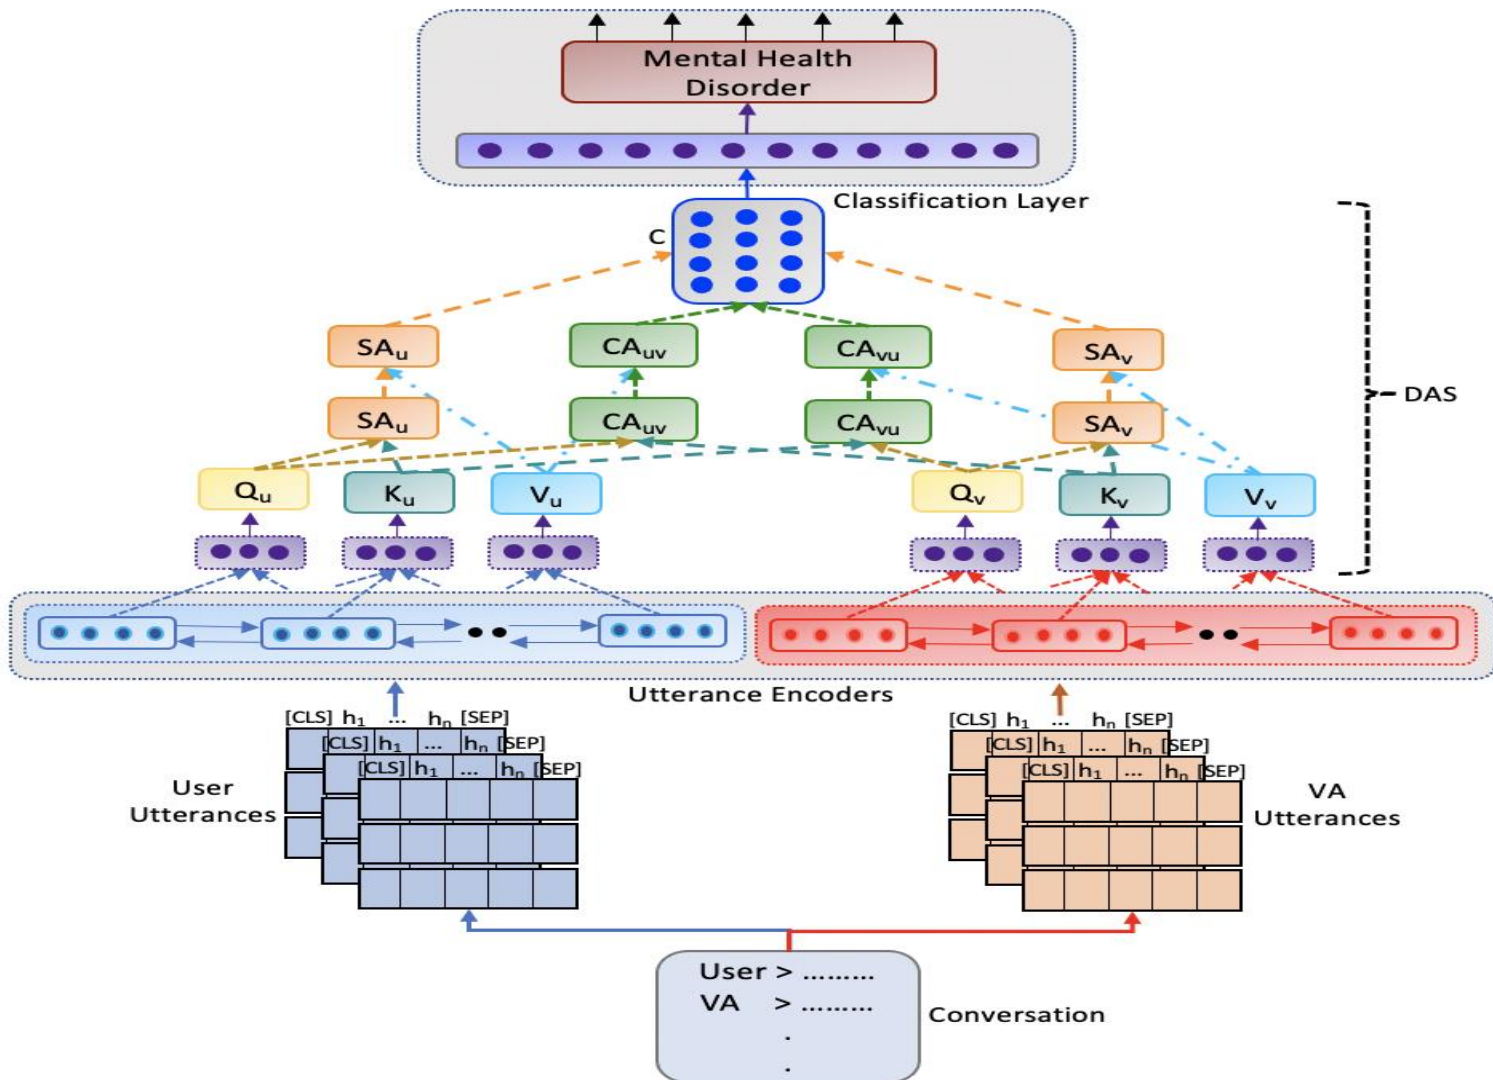 Mental Health
Disorder
Classification Layer
C
SAᵤ
CAᵤᵥ
CAᵥᵤ
SAᵥ
DAS
SAᵤ
CAᵤᵥ
CAᵥᵤ
SAᵥ
Qᵤ
Kᵤ
Vᵤ
Qᵥ
Kᵥ
Vᵥ
Utterance Encoders
[CLS] h₁ ... hₙ [SEP]
[CLS] h₁ ... hₙ [SEP]
[CLS] h₁ ... hₙ [SEP]
User
Utterances
[CLS] h₁ ... hₙ [SEP]
[CLS] h₁ ... hₙ [SEP]
[CLS] h₁ ... hₙ [SEP]
VA
Utterances
User > .........
VA > .........
.
.
Conversation